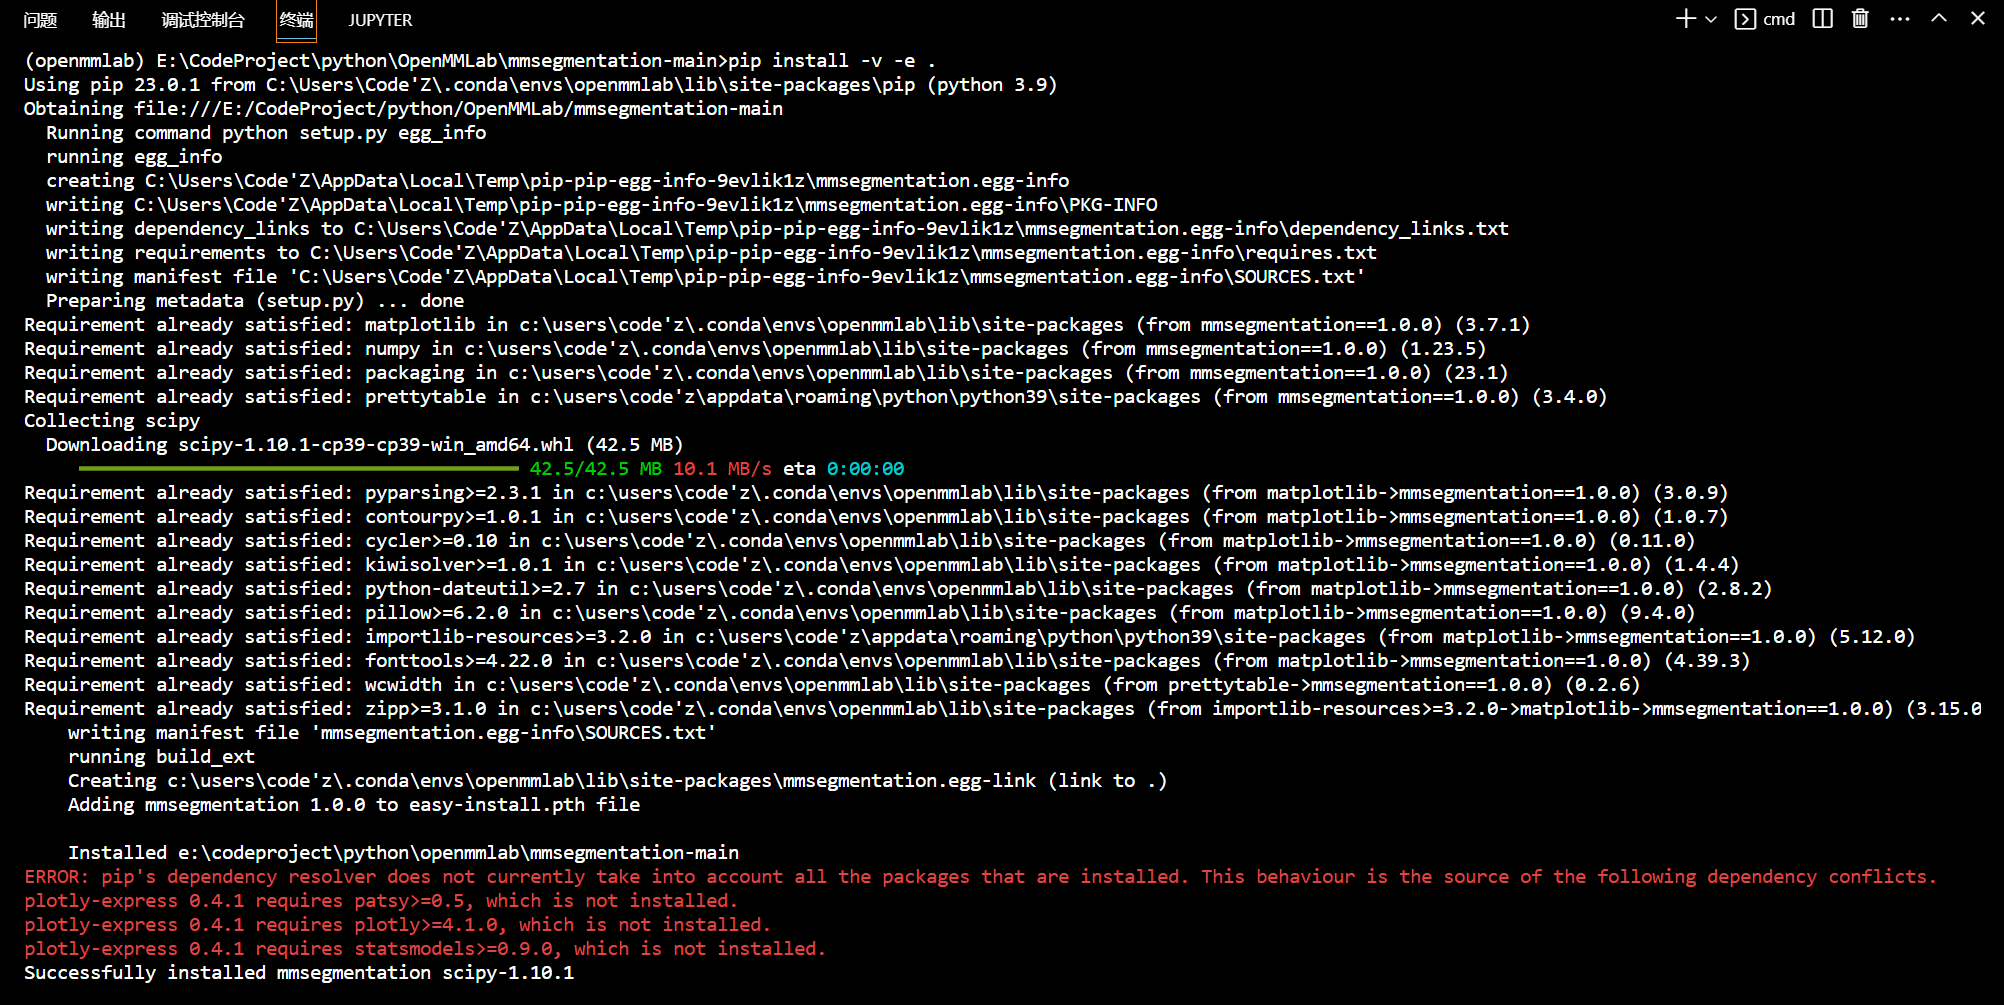 问题 输出 调试控制台 终端 JUPYTER cmd
(openmmlab) E:\CodeProject\python\OpenMMLab\mmsegmentation-main>pip install -v -e .
Using pip 23.0.1 from C:\Users\Code'Z\.conda\envs\openmmlab\lib\site-packages\pip (python 3.9)
Obtaining file:///E:/CodeProject/python/OpenMMLab/mmsegmentation-main
Running command python setup.py egg_info
running egg_info
creating C:\Users\Code'Z\AppData\Local\Temp\pip-pip-egg-info-9evlik1z\mmsegmentation.egg-info
writing C:\Users\Code'Z\AppData\Local\Temp\pip-pip-egg-info-9evlik1z\mmsegmentation.egg-info\PKG-INFO
writing dependency_links to C:\Users\Code'Z\AppData\Local\Temp\pip-pip-egg-info-9evlik1z\mmsegmentation.egg-info\dependency_links.txt
writing requirements to C:\Users\Code'Z\AppData\Local\Temp\pip-pip-egg-info-9evlik1z\mmsegmentation.egg-info\requires.txt
writing manifest file 'C:\Users\Code'Z\AppData\Local\Temp\pip-pip-egg-info-9evlik1z\mmsegmentation.egg-info\SOURCES.txt'
Preparing metadata (setup.py) ... done
Requirement already satisfied: matplotlib in c:\users\code'z\.conda\envs\openmmlab\lib\site-packages (from mmsegmentation==1.0.0) (3.7.1)
Requirement already satisfied: numpy in c:\users\code'z\.conda\envs\openmmlab\lib\site-packages (from mmsegmentation==1.0.0) (1.23.5)
Requirement already satisfied: packaging in c:\users\code'z\.conda\envs\openmmlab\lib\site-packages (from mmsegmentation==1.0.0) (23.1)
Requirement already satisfied: prettytable in c:\users\code'z\appdata\roaming\python\python39\site-packages (from mmsegmentation==1.0.0) (3.4.0)
Collecting scipy
Downloading scipy-1.10.1-cp39-cp39-win_amd64.whl (42.5 MB)
42.5/42.5 MB 10.1 MB/s eta 0:00:00
Requirement already satisfied: pyparsing>=2.3.1 in c:\users\code'z\.conda\envs\openmmlab\lib\site-packages (from matplotlib->mmsegmentation==1.0.0) (3.0.9)
Requirement already satisfied: contourpy>=1.0.1 in c:\users\code'z\.conda\envs\openmmlab\lib\site-packages (from matplotlib->mmsegmentation==1.0.0) (1.0.7)
Requirement already satisfied: cycler>=0.10 in c:\users\code'z\.conda\envs\openmmlab\lib\site-packages (from matplotlib->mmsegmentation==1.0.0) (0.11.0)
Requirement already satisfied: kiwisolver>=1.0.1 in c:\users\code'z\.conda\envs\openmmlab\lib\site-packages (from matplotlib->mmsegmentation==1.0.0) (1.4.4)
Requirement already satisfied: python-dateutil>=2.7 in c:\users\code'z\.conda\envs\openmmlab\lib\site-packages (from matplotlib->mmsegmentation==1.0.0) (2.8.2)
Requirement already satisfied: pillow>=6.2.0 in c:\users\code'z\.conda\envs\openmmlab\lib\site-packages (from matplotlib->mmsegmentation==1.0.0) (9.4.0)
Requirement already satisfied: importlib-resources>=3.2.0 in c:\users\code'z\appdata\roaming\python\python39\site-packages (from matplotlib->mmsegmentation==1.0.0) (5.12.0)
Requirement already satisfied: fonttools>=4.22.0 in c:\users\code'z\.conda\envs\openmmlab\lib\site-packages (from matplotlib->mmsegmentation==1.0.0) (4.39.3)
Requirement already satisfied: wcwidth in c:\users\code'z\.conda\envs\openmmlab\lib\site-packages (from prettytable->mmsegmentation==1.0.0) (0.2.6)
Requirement already satisfied: zipp>=3.1.0 in c:\users\code'z\.conda\envs\openmmlab\lib\site-packages (from importlib-resources>=3.2.0->matplotlib->mmsegmentation==1.0.0) (3.15.0
writing manifest file 'mmsegmentation.egg-info\SOURCES.txt'
running build_ext
Creating c:\users\code'z\.conda\envs\openmmlab\lib\site-packages\mmsegmentation.egg-link (link to .)
Adding mmsegmentation 1.0.0 to easy-install.pth file
Installed e:\codeproject\python\openmmlab\mmsegmentation-main
ERROR: pip's dependency resolver does not currently take into account all the packages that are installed. This behaviour is the source of the following dependency conflicts.
plotly-express 0.4.1 requires patsy>=0.5, which is not installed.
plotly-express 0.4.1 requires plotly>=4.1.0, which is not installed.
plotly-express 0.4.1 requires statsmodels>=0.9.0, which is not installed.
Successfully installed mmsegmentation scipy-1.10.1